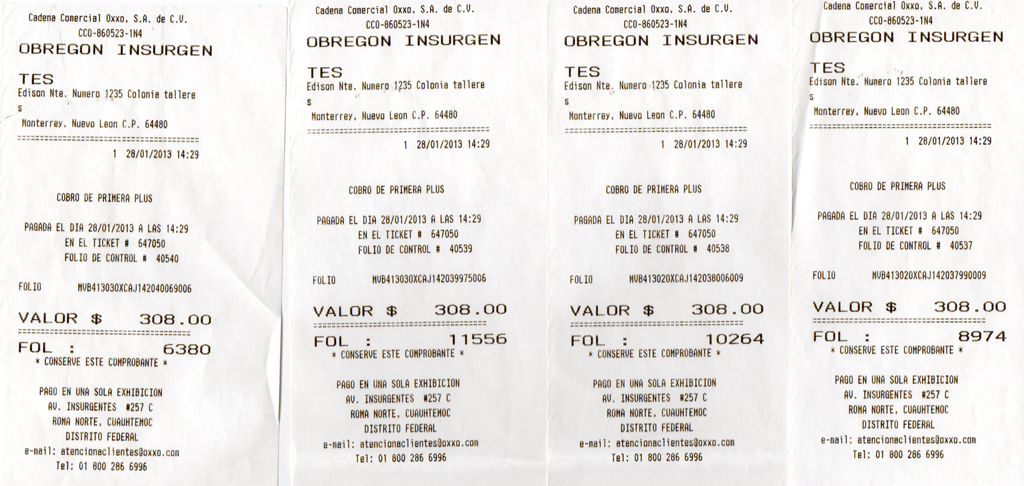 Cadena Comercial Oxxo, S.A. de C.V.
CCO-860523-1N4
OBREGON INSURGEN
TES
Edison Nte. Numero 1235 Colonia tallere
s
Monterrey, Nuevo Leon C.P. 64480
1 28/01/2013 14:29
COBRO DE PRIMERA PLUS
PAGADA EL DIA 28/01/2013 A LAS 14:29
EN EL TICKET # 647050
FOLIO DE CONTROL # 40540
FOLIO MVB413030XCAJ142040069006
VALOR $ 308.00
FOL : 6380
* CONSERVE ESTE COMPROBANTE *
PAGO EN UNA SOLA EXHIBICION
AV. INSURGENTES #257 C
ROMA NORTE, CUAUHTEMOC
DISTRITO FEDERAL
e-mail: atencionaclientes@oxxo.com
Tel: 01 800 286 6996
Cadena Comercial Oxxo, S.A. de C.V.
CCO-860523-1N4
OBREGON INSURGEN
TES
Edison Nte. Numero 1235 Colonia tallere
s
Monterrey, Nuevo Leon C.P. 64480
1 28/01/2013 14:29
COBRO DE PRIMERA PLUS
PAGADA EL DIA 28/01/2013 A LAS 14:29
EN EL TICKET # 647050
FOLIO DE CONTROL # 40539
FOLIO MVB413030XCAJ142039975006
VALOR $ 308.00
FOL : 11556
* CONSERVE ESTE COMPROBANTE *
PAGO EN UNA SOLA EXHIBICION
AV. INSURGENTES #257 C
ROMA NORTE, CUAUHTEMOC
DISTRITO FEDERAL
e-mail: atencionaclientes@oxxo.com
Tel: 01 800 286 6996
Cadena Comercial Oxxo, S.A. de C.V.
CCO-860523-1N4
OBREGON INSURGEN
TES
Edison Nte. Numero 1235 Colonia tallere
s
Monterrey, Nuevo Leon C.P. 64480
1 28/01/2013 14:29
COBRO DE PRIMERA PLUS
PAGADA EL DIA 28/01/2013 A LAS 14:29
EN EL TICKET # 647050
FOLIO DE CONTROL # 40538
FOLIO MVB413020XCAJ142038006009
VALOR $ 308.00
FOL : 10264
* CONSERVE ESTE COMPROBANTE *
PAGO EN UNA SOLA EXHIBICION
AV. INSURGENTES #257 C
ROMA NORTE, CUAUHTEMOC
DISTRITO FEDERAL
e-mail: atencionaclientes@oxxo.com
Tel: 01 800 286 6996
Cadena Comercial Oxxo, S.A. de C.V.
CCO-860523-1N4
OBREGON INSURGEN
TES
Edison Nte. Numero 1235 Colonia tallere
s
Monterrey, Nuevo Leon C.P. 64480
1 28/01/2013 14:29
COBRO DE PRIMERA PLUS
PAGADA EL DIA 28/01/2013 A LAS 14:29
EN EL TICKET # 647050
FOLIO DE CONTROL # 40537
FOLIO MVB413020XCAJ142037990009
VALOR $ 308.00
FOL : 8974
* CONSERVE ESTE COMPROBANTE *
PAGO EN UNA SOLA EXHIBICION
AV. INSURGENTES #257 C
ROMA NORTE, CUAUHTEMOC
DISTRITO FEDERAL
e-mail: atencionaclientes@oxxo.com
Tel: 01 800 286 6996